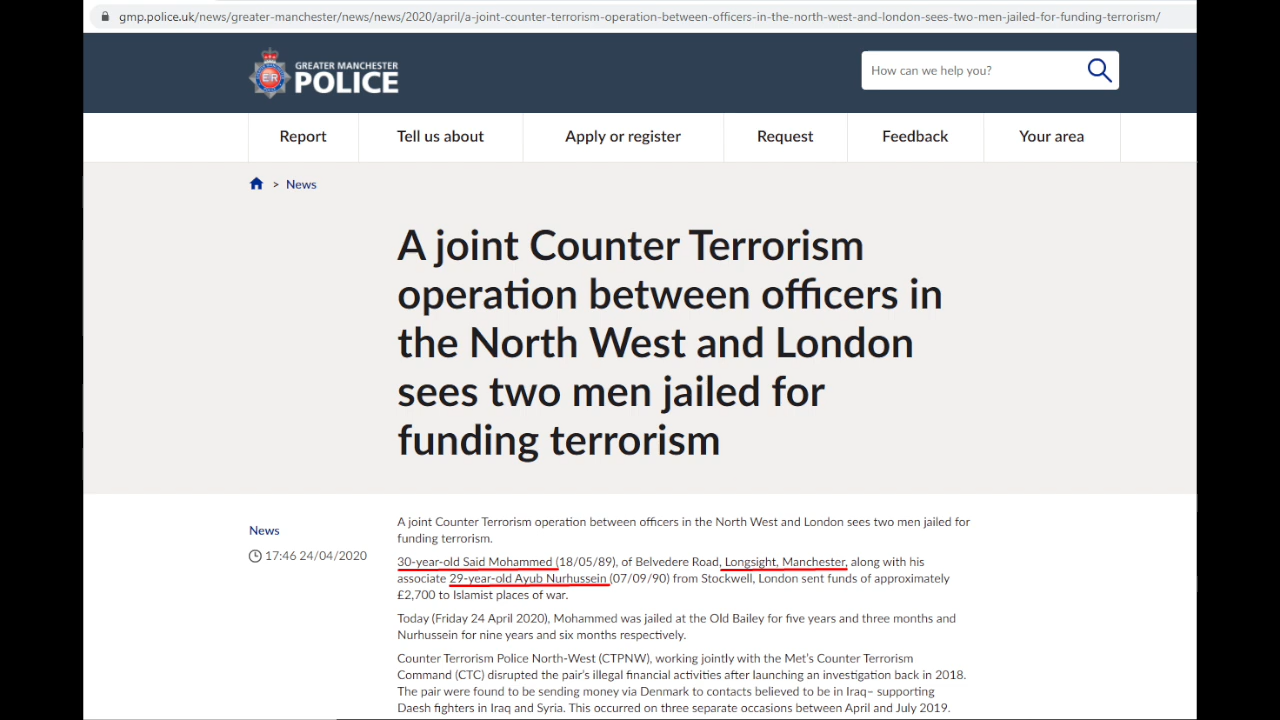 gmp.police.uk/news/greater-manchester/news/news/2020/april/a-joint-counter-terrorism-operation-between-officers-in-the-north-west-and-london-sees-two-men-jailed-for-funding-terrorism/
GREATER MANCHESTER
POLICE
How can we help you?
Report Tell us about Apply or register Request Feedback Your area
> News
A joint Counter Terrorism
operation between officers in
the North West and London
sees two men jailed for
funding terrorism
News
17:46 24/04/2020
A joint Counter Terrorism operation between officers in the North West and London sees two men jailed for
funding terrorism.
30-year-old Said Mohammed (18/05/89), of Belvedere Road, Longsight, Manchester, along with his
associate 29-year-old Ayub Nurhussein (07/09/90) from Stockwell, London sent funds of approximately
£2,700 to Islamist places of war.
Today (Friday 24 April 2020), Mohammed was jailed at the Old Bailey for five years and three months and
Nurhussein for nine years and six months respectively.
Counter Terrorism Police North-West (CTPNW), working jointly with the Met's Counter Terrorism
Command (CTC) disrupted the pair's illegal financial activities after launching an investigation back in 2018.
The pair were found to be sending money via Denmark to contacts believed to be in Iraq– supporting
Daesh fighters in Iraq and Syria. This occurred on three separate occasions between April and July 2019.